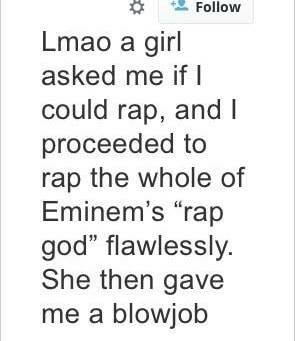 Follow
Lmao a girl
asked me if I
could rap, and I
proceeded to
rap the whole of
Eminem’s “rap
god” flawlessly.
She then gave
me a blowjob